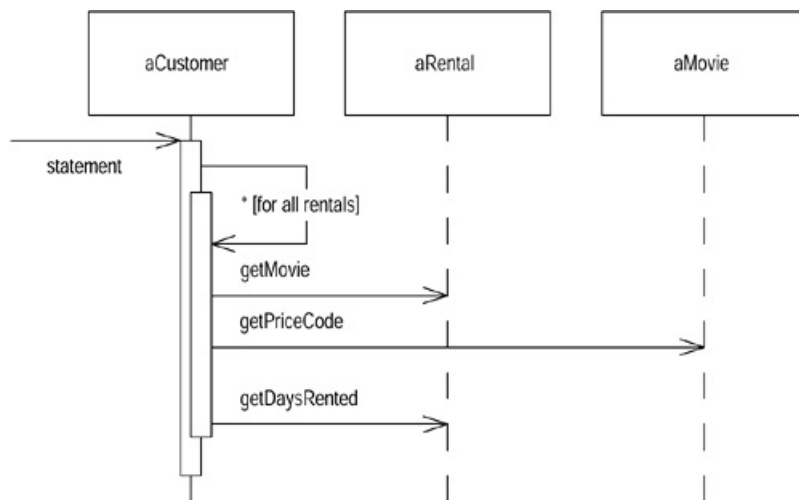 aCustomer
aRental
aMovie
statement
* [for all rentals]
getMovie
getPriceCode
getDaysRented